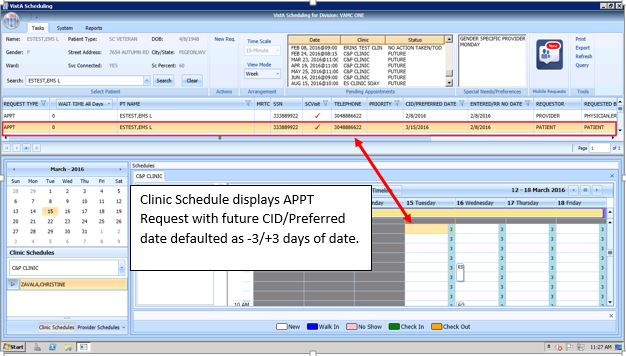 VistA Scheduling
VistA Scheduling for Division: VAMC ONE
Tasks System Reports
Name: ESTEST,EMS L Patient Type: SC VETERAN DOB: 4/8/1948
Gender: F Street Address: 7654 AUTUMN RD City/State: PIGEON,WV
Ward: Svc Connected: YES Sc Percent: 60
Search: ESTEST,EMS L Search Clear
Select Patient
New Req.
Actions
Time Scale
15-Minute
View Mode
Week
Arrangement
Date Clinic Status
FEB 08, 2016@09:00 ERINS TEST CLIN NO ACTION TAKEN/TOD
FEB 24, 2016@08:15 C&P CLINIC FUTURE
MAR 23, 2016@11:00 C&P CLINIC FUTURE
APR 19, 2016@11:00 C&P CLINIC FUTURE
MAY 25, 2016@11:00 C&P CLINIC FUTURE
JUN 14, 2016@09:00 C&P CLINIC FUTURE
AUG 10, 2016@15:00 ES CLINIC 5DAY FUTURE
Pending Appointments
GENDER SPECIFIC PROVIDER
MONDAY
Special Needs/Preferences
New
Mobile Requests
Print
Export
Refresh
Query
Tools
REQUEST TYPE WAIT TIME All Days PT NAME MRTC SSN SC/vet TELEPHONE PRIORITY CID/PREFERRED DATE ENTERED/RR NO DATE REQUESTOR REQUESTED B
APPT 0 ESTEST,EMS L 333889922 3048886622 2/8/2016 2/8/2016 PROVIDER PHYSICIAN,ER
APPT 0 ESTEST,EMS L 333889922 3048886622 3/15/2016 2/8/2016 PATIENT PATIENT
Page 1 of 1
March - 2016
Sun Mon Tue Wed Thu Fri Sat
28 29 1 2 3 4 5
6 7 8 9 10 11 12
13 14 15 16 17 18 19
20 21 22 23 24 25 26
27 28 29 30 31 1 2
3 4 5 6 7 8 9
Clinic Schedules
C&P CLINIC
ZAVALA,CHRISTINE
Clinic Schedules Provider Schedules
Schedules
C&P CLINIC
Timeline
12 - 18 March 2016
15 Tuesday 16 Wednesday 17 Thursday 18 Friday
Clinic Schedule displays APPT
Request with future CID/Preferred
date defaulted as -3/+3 days of date.
ES
10 AM
New Walk In No Show Check In Check Out
Start
11:27 AM